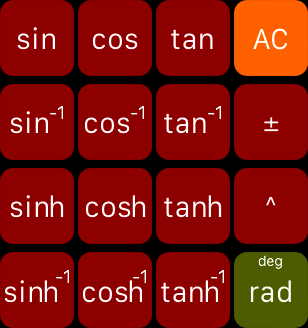 sin cos tan AC
sin-1 cos-1 tan-1 ±
sinh cosh tanh ^
deg
sinh-1 cosh-1 tanh-1 rad